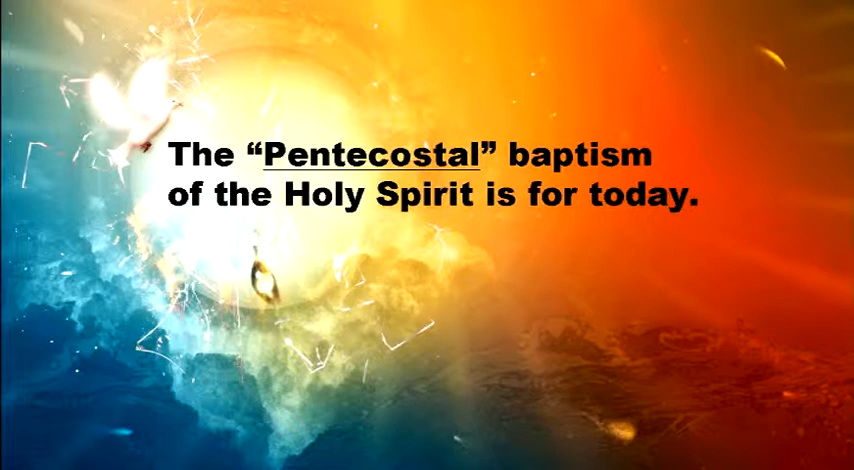 The “Pentecostal” baptism
of the Holy Spirit is for today.